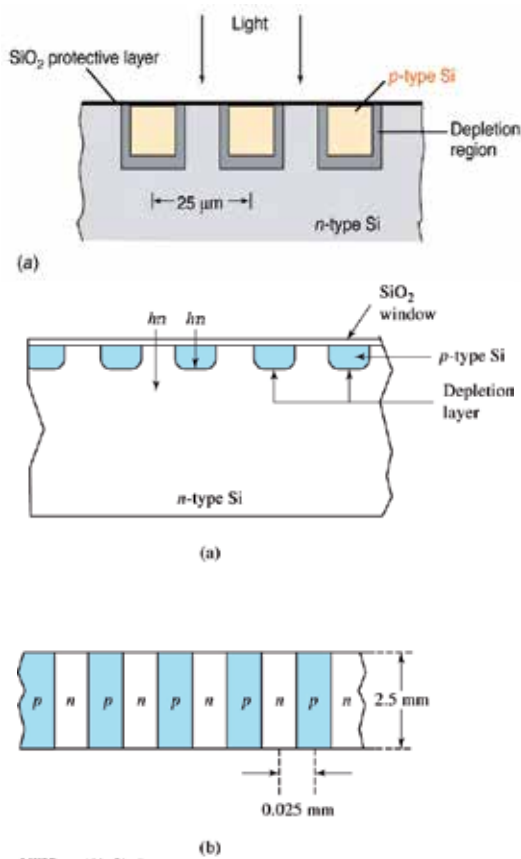 Light
SiO₂ protective layer
p-type Si
Depletion
region
25 μm
n-type Si
(a)
SiO₂
window
hn
hn
p-type Si
Depletion
layer
n-type Si
(a)
p n p n p n p n p n
2.5 mm
0.025 mm
(b)